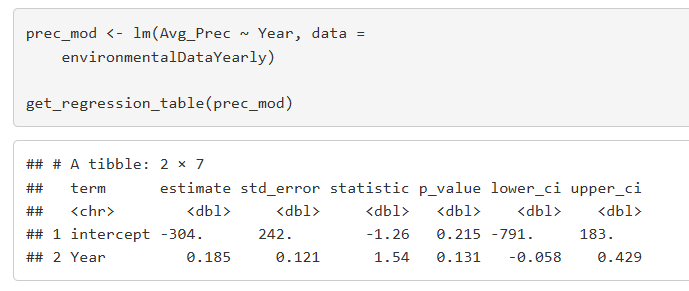 prec_mod <- lm(Avg_Prec ~ Year, data =
    environmentalDataYearly)
get_regression_table(prec_mod)
## # A tibble: 2 × 7
##   term      estimate std_error statistic p_value lower_ci upper_ci
##   <chr>        <dbl>     <dbl>     <dbl>   <dbl>    <dbl>    <dbl>
## 1 intercept -304.      242.        -1.26   0.215 -791.     183.
## 2 Year         0.185     0.121      1.54   0.131   -0.058    0.429